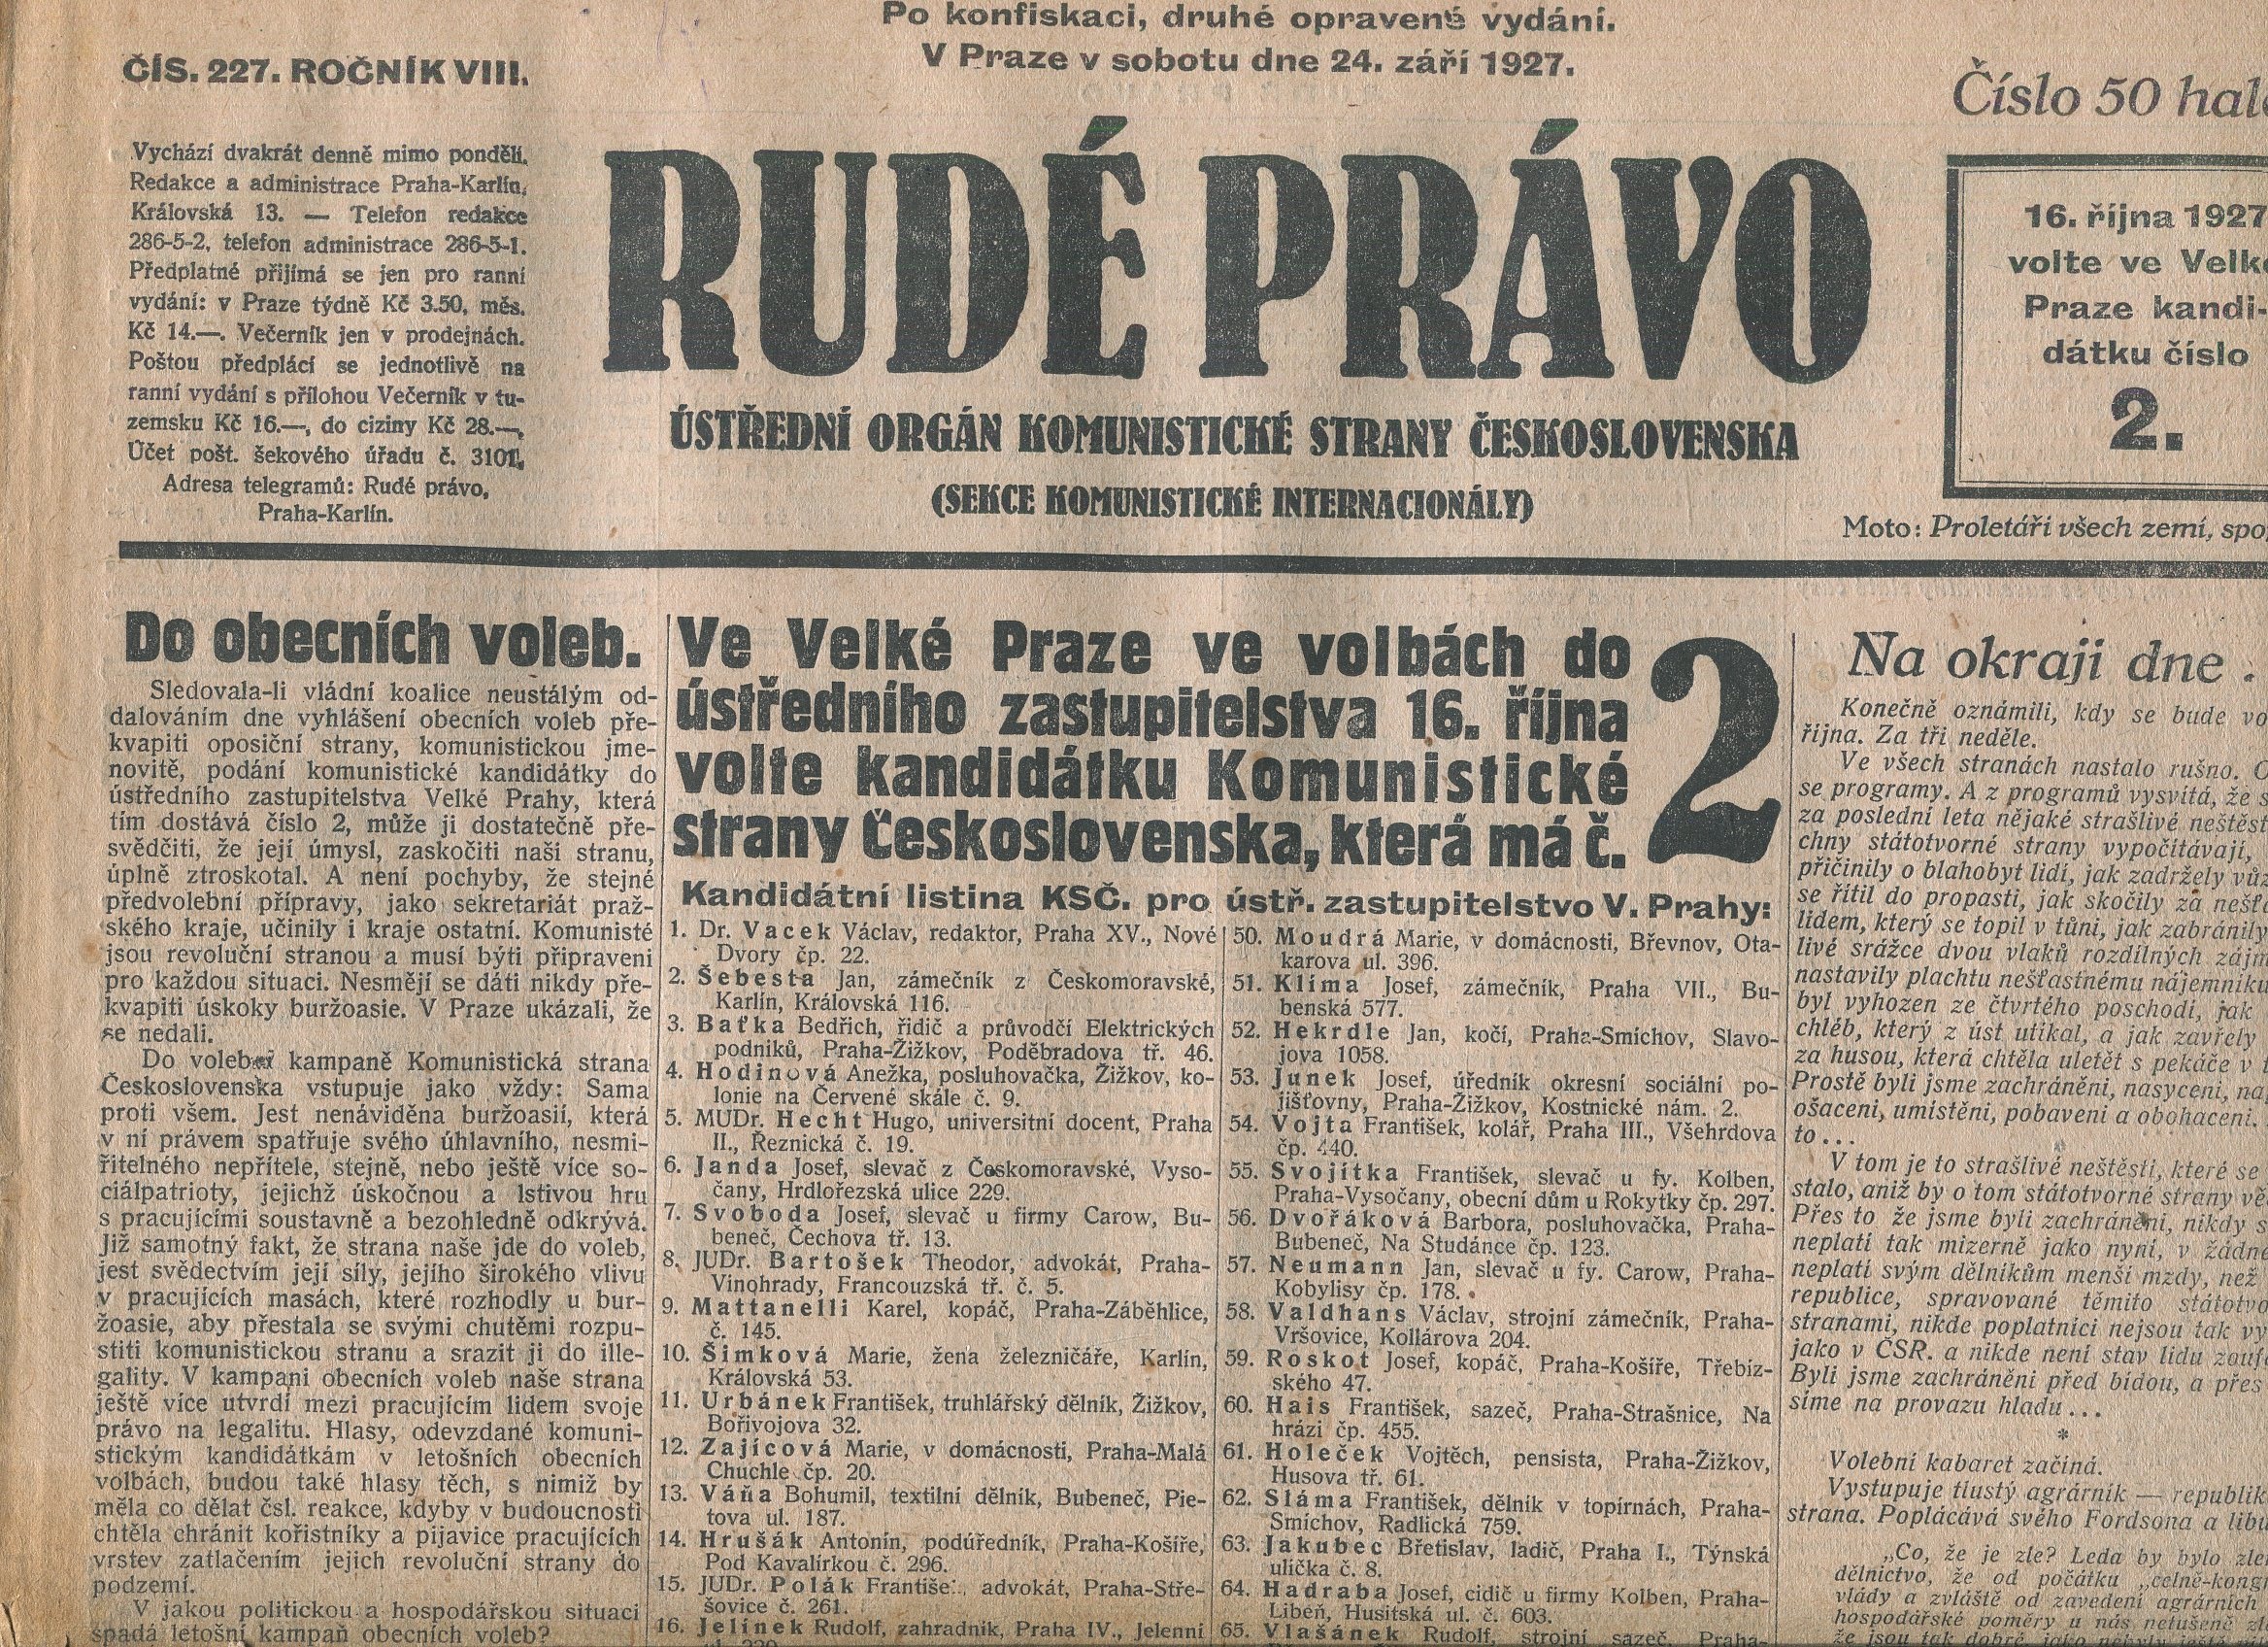 Po konfiskaci, druhé opravené vydání.
V Praze v sobotu dne 24. září 1927.
ČÍS. 227. ROČNÍK VIII.
Číslo 50 hal
Vychází dvakrát denně mimo pondělí.
Redakce a administrace Praha-Karlín,
Královská 13. — Telefon redakce
286-5-2, telefon administrace 286-5-1.
Předplatné přijímá se jen pro ranní
vydání: v Praze týdně Kč 3.50, měs.
Kč 14.—. Večerník jen v prodejnách.
Poštou předplácí se jednotlivě na
ranní vydání s přílohou Večerník v tu-
zemsku Kč 16.—, do ciziny Kč 28.—,
Účet pošt. šekového úřadu č. 3101,
Adresa telegramů: Rudé právo,
Praha-Karlín.
RUDÉ PRÁVO
ÚSTŘEDNÍ ORGÁN KOMUNISTICKÉ STRANY ČESKOSLOVENSKA
(SEKCE KOMUNISTICKÉ INTERNACIONÁLY)
16. října 1927
volte ve Velké
Praze kandi-
dátku číslo
2.
Moto: Proletáři všech zemí, spo
Do obecních voleb.
Sledovala-li vládní koalice neustálým od-
dalováním dne vyhlášení obecních voleb pře-
kvapiti oposiční strany, komunistickou jme-
novitě, podání komunistické kandidátky do
ústředního zastupitelstva Velké Prahy, která
tím dostává číslo 2, může ji dostatečně pře-
svědčiti, že její úmysl, zaskočiti naši stranu,
úplně ztroskotal. A není pochyby, že stejné
předvolební přípravy, jako sekretariát praž-
ského kraje, učinily i kraje ostatní. Komunisté
jsou revoluční stranou a musí býti připraveni
pro každou situaci. Nesmějí se dáti nikdy pře-
kvapiti úskoky buržoasie. V Praze ukázali, že
se nedali.
Do volební kampaně Komunistická strana
Československa vstupuje jako vždy: Sama
proti všem. Jest nenáviděna buržoasií, která
v ní právem spatřuje svého úhlavního, nesmi-
řitelného nepřítele, stejně, nebo ještě více so-
ciálpatrioty, jejichž úskočnou a lstivou hru
s pracujícími soustavně a bezohledně odkrývá.
Již samotný fakt, že strana naše jde do voleb,
jest svědectvím její síly, jejího širokého vlivu
v pracujících masách, které rozhodly u bur-
žoasie, aby přestala se svými chutěmi rozpu-
stiti komunistickou stranu a srazit ji do ille-
gality. V kampani obecních voleb naše strana
ještě více utvrdí mezi pracujícím lidem svoje
právo na legalitu. Hlasy, odevzdané komuni-
stickým kandidátkám v letošních obecních
volbách, budou také hlasy těch, s nimiž by
měla co dělat čsl. reakce, kdyby v budoucnosti
chtěla chránit kořistníky a pijavice pracujících
vrstev zatlačením jejich revoluční strany do
podzemí.
V jakou politickou a hospodářskou situaci
spadá letošní kampaň obecních voleb?
Ve Velké Praze ve volbách do
ústředního zastupitelstva 16. října
volte kandidátku Komunistické
strany Československa, která má č. 2
Kandidátní listina KSČ. pro ústř. zastupitelstvo V. Prahy:
1. Dr. Vacek Václav, redaktor, Praha XV., Nové
Dvory čp. 22.
2. Šebesta Jan, zámečník z Českomoravské,
Karlín, Královská 116.
3. Baťka Bedřich, řidič a průvodčí Elektrických
podniků, Praha-Žižkov, Poděbradova tř. 46.
4. Hodinová Anežka, posluhovačka, Žižkov, ko-
lonie na Červené skále č. 9.
5. MUDr. Hecht Hugo, universitní docent, Praha
II., Řeznická č. 19.
6. Janda Josef, slevač z Českomoravské, Vyso-
čany, Hrdlořezská ulice 229.
7. Svoboda Josef, slevač u firmy Carow, Bu-
beneč, Čechova tř. 13.
8. JUDr. Bartošek Theodor, advokát, Praha-
Vinohrady, Francouzská tř. č. 5.
9. Mattanelli Karel, kopáč, Praha-Záběhlice,
č. 145.
10. Šimková Marie, žena železničáře, Karlín,
Královská 53.
11. Urbánek František, truhlářský dělník, Žižkov,
Bořivojova 32.
12. Zajícová Marie, v domácnosti, Praha-Malá
Chuchle čp. 20.
13. Váňa Bohumil, textilní dělník, Bubeneč, Pie-
tova ul. 187.
14. Hrušák Antonín, podúředník, Praha-Košíře,
Pod Kavalírkou č. 296.
15. JUDr. Polák Františe , advokát, Praha-Stře-
šovice č. 261.
16. Jelínek Rudolf, zahradník, Praha IV., Jelenní
50. Moudrá Marie, v domácnosti, Břevnov, Ota-
karova ul. 396.
51. Klíma Josef, zámečník, Praha VII., Bu-
benská 577.
52. Hekrdle Jan, kočí, Praha-Smíchov, Slavo-
jova 1058.
53. Junek Josef, úředník okresní sociální po-
jišťovny, Praha-Žižkov, Kostnické nám. 2.
54. Vojta František, kolář, Praha III., Všehrdova
čp. 440.
55. Svojítka František, slevač u fy. Kolben,
Praha-Vysočany, obecní dům u Rokytky čp. 297.
56. Dvořáková Barbora, posluhovačka, Praha-
Bubeneč, Na Studánce čp. 123.
57. Neumann Jan, slevač u fy. Carow, Praha-
Kobylisy čp. 178.
58. Valdhans Václav, strojní zámečník, Praha-
Vršovice, Kollárova 204.
59. Roskot Josef, kopáč, Praha-Košíře, Třebíz-
ského 47.
60. Hais František, sazeč, Praha-Strašnice, Na
hrázi čp. 455.
61. Holeček Vojtěch, pensista, Praha-Žižkov,
Husova tř. 61.
62. Sláma František, dělník v topírnách, Praha-
Smíchov, Radlická 759.
63. Jakubec Břetislav, ladič, Praha I., Týnská
ulička č. 8.
64. Hadraba Josef, cidič u firmy Kolben, Praha-
Libeň, Husitská ul. č. 603.
65. Vlašánek Rudolf, strojní sazeč, Praha-
Na okraji dne .
Konečně oznámili, kdy se bude vo
října. Za tři neděle.
Ve všech stranách nastalo rušno.
se programy. A z programů vysvítá, že s
za poslední leta nějaké strašlivé neštěst
chny státotvorné strany vypočítávají,
přičinily o blahobyt lidí, jak zadržely vůz
se řítil do propasti, jak skočily za nešťa
lidem, který se topil v tůni, jak zabránily
livé srážce dvou vlaků rozdílných zájm
nastavily plachtu nešťastnému nájemníku
byl vyhozen ze čtvrtého poschodí, jak
chléb, který z úst utíkal, a jak zavřely
za husou, která chtěla uletět s pekáče v
Prostě byli jsme zachráněni, nasyceni, nap
ošaceni, umístěni, pobaveni a obohaceni.
to...
V tom je to strašlivé neštěstí, které se
stalo, aniž by o tom státotvorné strany vě
Přes to, že jsme byli zachráněni, nikdy s
neplatí tak mizerně jako nyní, v žádné
neplatí svým dělníkům menší mzdy, než
republice, spravované těmito státotvo
stranami, nikde poplatníci nejsou tak vy
jako v ČSR. a nikde není stav lidu zouf
Byli jsme zachráněni před bídou, a přes
síme na provazu hladu...
*
Volební kabaret začíná.
Vystupuje tlustý agrárník — republik
strana. Poplácává svého Fordsona a libu
„Co, že je zle? Leda by bylo zle
dělnictvo, že od počátku „celně-kong
vlády a zvláště od zavedení agrárních
hospodářské poměry u nás netušeně z
že jsou tak dobré jako